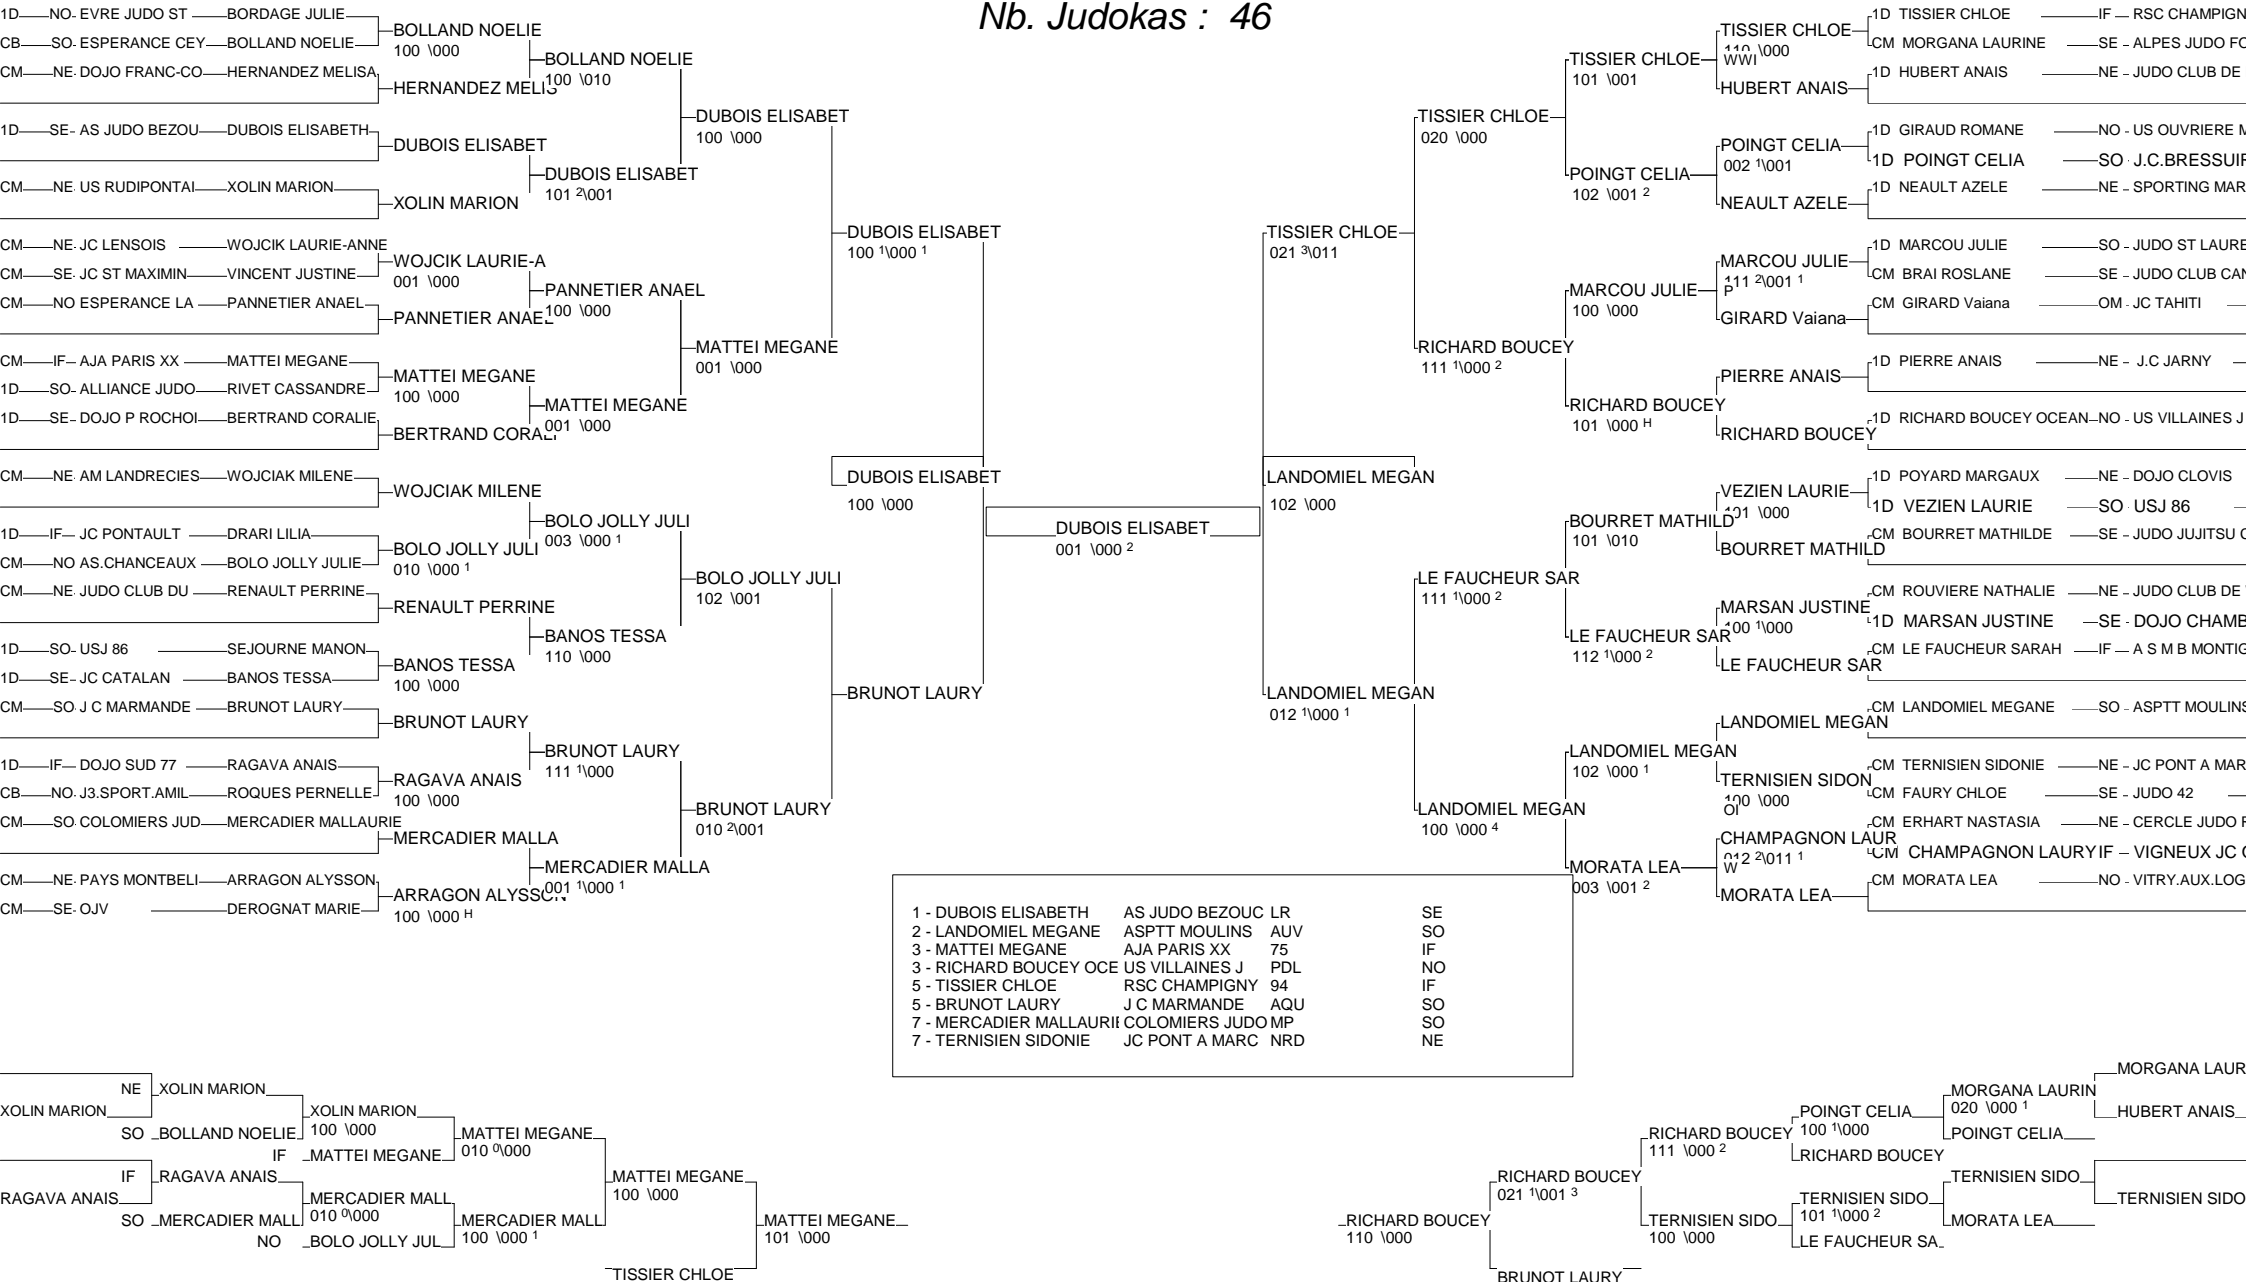 Nb. Judokas : 46
1D NO- EVRE JUDO ST BORDAGE JULIE
CB SO- ESPERANCE CEY BOLLAND NOELIE
CM NE- DOJO FRANC-CO HERNANDEZ MELISA
1D SE- AS JUDO BEZOU DUBOIS ELISABETH
CM NE- US RUDIPONTAI XOLIN MARION
CM NE- JC LENSOIS WOJCIK LAURIE-ANNE
CM SE- JC ST MAXIMIN VINCENT JUSTINE
CM NO ESPERANCE LA PANNETIER ANAEL
CM IF- AJA PARIS XX MATTEI MEGANE
1D SO- ALLIANCE JUDO RIVET CASSANDRE
1D SE- DOJO P ROCHOI BERTRAND CORALIE
CM NE- AM LANDRECIES WOJCIAK MILENE
1D IF- JC PONTAULT DRARI LILIA
CM NO AS.CHANCEAUX BOLO JOLLY JULIE
CM NE- JUDO CLUB DU RENAULT PERRINE
1D SO- USJ 86 SEJOURNE MANON
1D SE- JC CATALAN BANOS TESSA
CM SO- J C MARMANDE BRUNOT LAURY
1D IF- DOJO SUD 77 RAGAVA ANAIS
CB NO- J3.SPORT.AMIL ROQUES PERNELLE
CM SO- COLOMIERS JUD MERCADIER MALLAURIE
CM NE- PAYS MONTBELI ARRAGON ALYSSON
CM SE- OJV DEROGNAT MARIE
BOLLAND NOELIE
100 \000
HERNANDEZ MELIS
DUBOIS ELISABET
XOLIN MARION
WOJCIK LAURIE-A
001 \000
PANNETIER ANAEL
MATTEI MEGANE
100 \000
BERTRAND CORALI
WOJCIAK MILENE
BOLO JOLLY JULI
010 \000 1
RENAULT PERRINE
BANOS TESSA
100 \000
BRUNOT LAURY
RAGAVA ANAIS
100 \000
MERCADIER MALLA
ARRAGON ALYSSON
100 \000 H
BOLLAND NOELIE
100 \010
DUBOIS ELISABET
101 2\001
PANNETIER ANAEL
100 \000
MATTEI MEGANE
001 \000
BOLO JOLLY JULI
003 \000 1
BANOS TESSA
110 \000
BRUNOT LAURY
111 1\000
MERCADIER MALLA
001 1\000 1
DUBOIS ELISABET
100 \000
MATTEI MEGANE
001 \000
BOLO JOLLY JULI
102 \001
BRUNOT LAURY
010 2\001
DUBOIS ELISABET
100 1\000 1
DUBOIS ELISABET
100 \000
BRUNOT LAURY
DUBOIS ELISABET
001 \000 2
TISSIER CHLOE
021 3\011
LANDOMIEL MEGAN
102 \000
LANDOMIEL MEGAN
012 1\000 1
TISSIER CHLOE
020 \000
RICHARD BOUCEY
111 1\000 2
LE FAUCHEUR SAR
111 1\000 2
LANDOMIEL MEGAN
100 \000 4
TISSIER CHLOE
101 \001
POINGT CELIA
102 \001 2
MARCOU JULIE
100 \000
RICHARD BOUCEY
101 \000 H
BOURRET MATHILD
101 \010
LE FAUCHEUR SAR
112 1\000 2
LANDOMIEL MEGAN
102 \000 1
MORATA LEA
003 \001 2
TISSIER CHLOE
110 \000
WWI
HUBERT ANAIS
POINGT CELIA
002 1\001
NEAULT AZELE
MARCOU JULIE
111 2\001 1
P
GIRARD Vaiana
PIERRE ANAIS
RICHARD BOUCEY
VEZIEN LAURIE
101 \000
BOURRET MATHILD
MARSAN JUSTINE
100 1\000
LE FAUCHEUR SAR
LANDOMIEL MEGAN
TERNISIEN SIDON
100 \000
OI
CHAMPAGNON LAUR
012 2\011 1
W
MORATA LEA
1D TISSIER CHLOE IF – RSC CHAMPIGN
CM MORGANA LAURINE SE – ALPES JUDO FO
1D HUBERT ANAIS NE – JUDO CLUB DE
1D GIRAUD ROMANE NO - US OUVRIERE M
1D POINGT CELIA SO - J.C.BRESSUIR
1D NEAULT AZELE NE – SPORTING MAR
1D MARCOU JULIE SO – JUDO ST LAURE
CM BRAI ROSLANE SE – JUDO CLUB CAN
CM GIRARD Vaiana OM - JC TAHITI
1D PIERRE ANAIS NE – J.C JARNY
1D RICHARD BOUCEY OCEAN NO - US VILLAINES J
1D POYARD MARGAUX NE – DOJO CLOVIS
1D VEZIEN LAURIE SO - USJ 86
CM BOURRET MATHILDE SE – JUDO JUJITSU C
CM ROUVIERE NATHALIE NE – JUDO CLUB DE
1D MARSAN JUSTINE SE - DOJO CHAMB
CM LE FAUCHEUR SARAH IF – A S M B MONTIG
CM LANDOMIEL MEGANE SO – ASPTT MOULINS
CM TERNISIEN SIDONIE NE – JC PONT A MAR
CM FAURY CHLOE SE – JUDO 42
CM ERHART NASTASIA NE – CERCLE JUDO
CM CHAMPAGNON LAURY IF – VIGNEUX JC
CM MORATA LEA NO - VITRY.AUX.LOG
1 - DUBOIS ELISABETH AS JUDO BEZOUC LR SE
2 - LANDOMIEL MEGANE ASPTT MOULINS AUV SO
3 - MATTEI MEGANE AJA PARIS XX 75 IF
3 - RICHARD BOUCEY OCE US VILLAINES J PDL NO
5 - TISSIER CHLOE RSC CHAMPIGNY 94 IF
5 - BRUNOT LAURY J C MARMANDE AQU SO
7 - MERCADIER MALLAURIE COLOMIERS JUDO MP SO
7 - TERNISIEN SIDONIE JC PONT A MARC NRD NE
XOLIN MARION
RAGAVA ANAIS
NE XOLIN MARION
SO BOLLAND NOELIE
IF RAGAVA ANAIS
SO MERCADIER MALL
XOLIN MARION
100 \000
IF MATTEI MEGANE
MERCADIER MALL
010 0\000
NO BOLO JOLLY JUL
MATTEI MEGANE
010 0\000
MERCADIER MALL
100 \000 1
MATTEI MEGANE
100 \000
TISSIER CHLOE
MATTEI MEGANE
101 \000
RICHARD BOUCEY
110 \000
RICHARD BOUCEY
021 1\001 3
BRUNOT LAURY
RICHARD BOUCEY
111 \000 2
TERNISIEN SIDO
100 \000
POINGT CELIA
100 1\000
RICHARD BOUCEY
TERNISIEN SIDO
101 1\000 2
LE FAUCHEUR SA
MORGANA LAURIN
020 \000 1
POINGT CELIA
TERNISIEN SIDO
MORATA LEA
MORGANA LAUR
HUBERT ANAIS
TERNISIEN SIDO